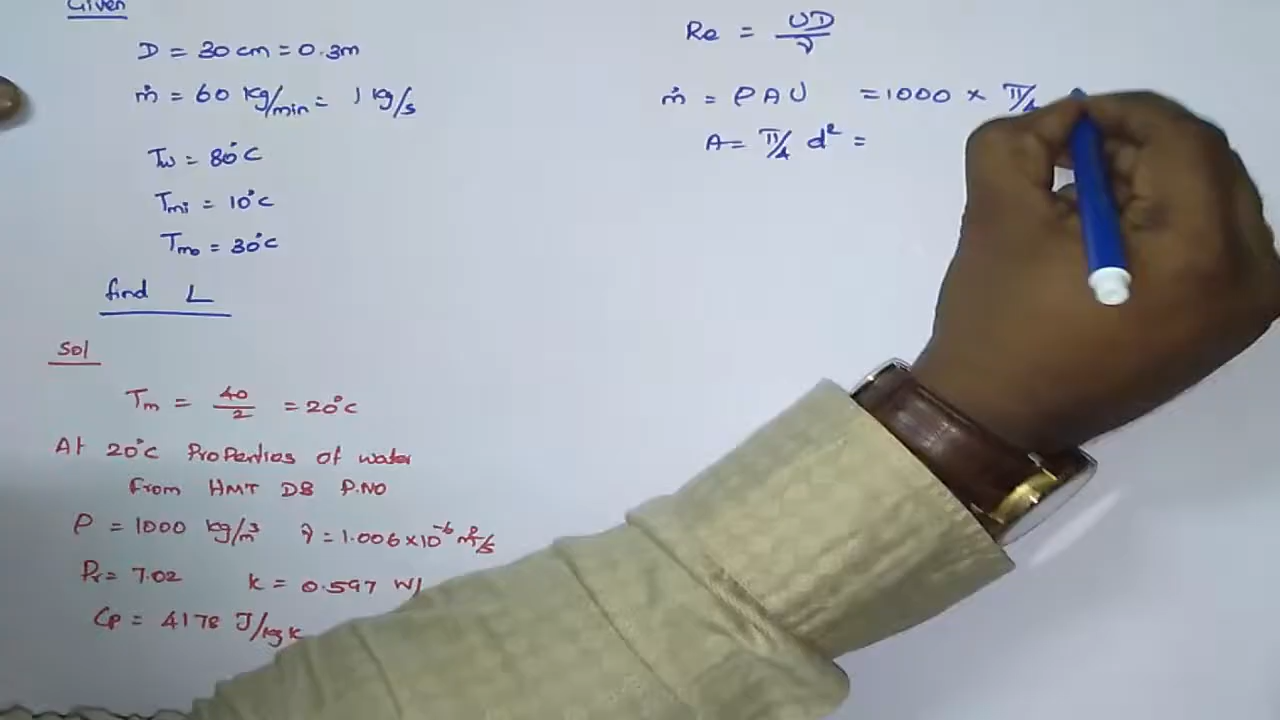 Given
D = 30 cm = 0.3m
ṁ = 60 kg/min = 1 kg/s
Tw = 80°C
Tmi = 10°C
Tmo = 30°C
find L
Sol
Tm = 40/2 = 20°C
At 20°C Properties of water
from HMT DB P.NO
ρ = 1000 kg/m³ ν = 1.006×10⁻⁶ m²/s
Pr = 7.02 k = 0.597 W/
Cp = 4178 J/kg k
Re = UD/ν
ṁ = ρAU = 1000 × π/4
A = π/4 d² =